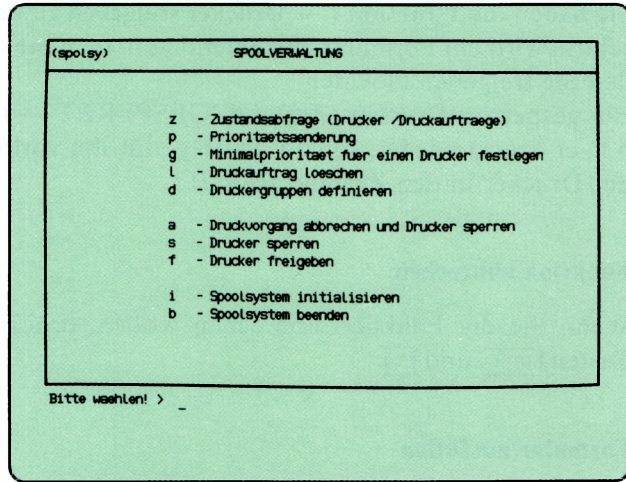 (spolsy) SPOOLVERWALTUNG
z - Zustandsabfrage (Drucker /Druckauftraege)
p - Prioritaetsaenderung
g - Minimalprioritaet fuer einen Drucker festlegen
l - Druckauftrag loeschen
d - Druckergruppen definieren
a - Druckvorgang abbrechen und Drucker sperren
s - Drucker sperren
f - Drucker freigeben
i - Spoolsystem initialisieren
b - Spoolsystem beenden
Bitte waehlen! > _